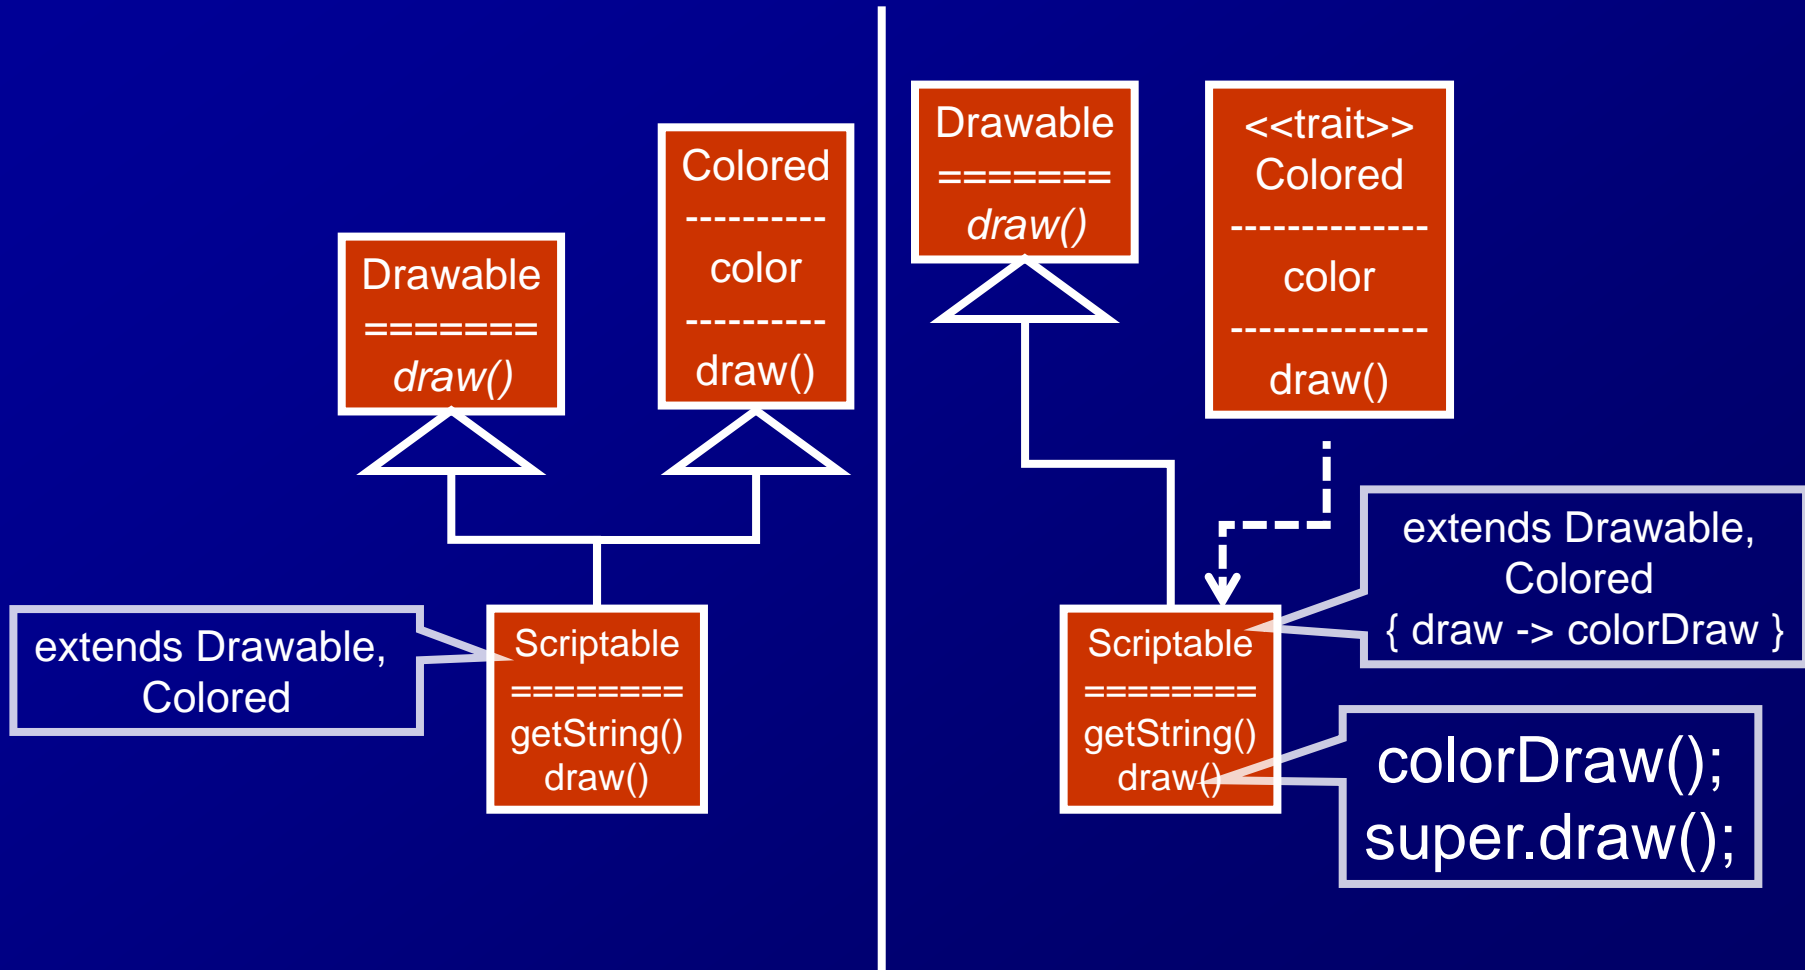 Drawable
=======
draw()
Colored
----------
color
----------
draw()
extends Drawable,
Colored
Scriptable
========
getString()
draw()
Drawable
=======
draw()
<<trait>>
Colored
--------------
color
--------------
draw()
extends Drawable,
Colored
{ draw -> colorDraw }
Scriptable
========
getString()
draw()
colorDraw();
super.draw();